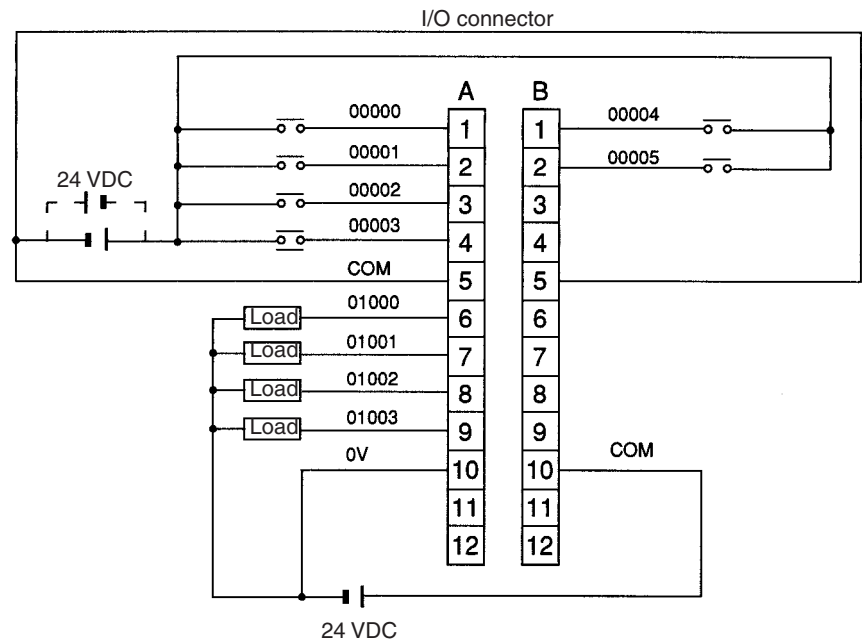 I/O connector
A B
00000 1 1 00004
00001 2 2 00005
24 VDC
00002 3 3
00003 4 4
COM 5 5
Load 01000 6 6
Load 01001 7 7
Load 01002 8 8
Load 01003 9 9
0V 10 10 COM
11 11
12 12
24 VDC